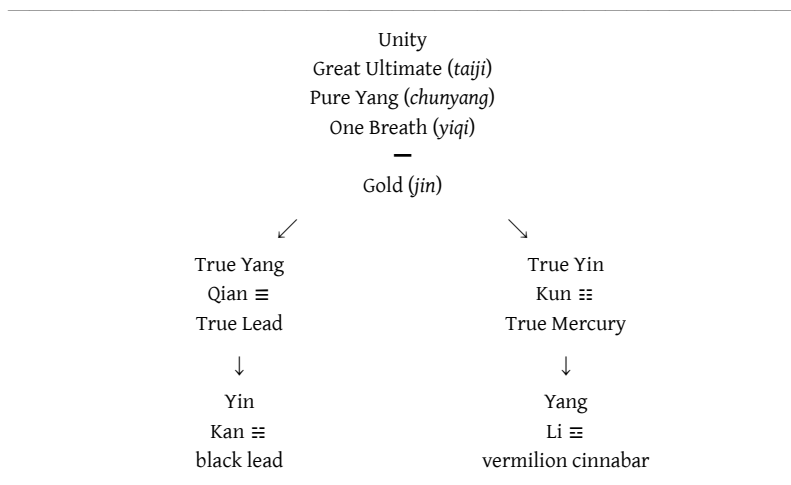 Unity
Great Ultimate (taiji)
Pure Yang (chunyang)
One Breath (yiqi)
—
Gold (jin)
↙ ↘
True Yang
Qian ☰
True Lead
True Yin
Kun ☷
True Mercury
↓ ↓
Yin
Kan ☵
black lead
Yang
Li ☲
vermilion cinnabar